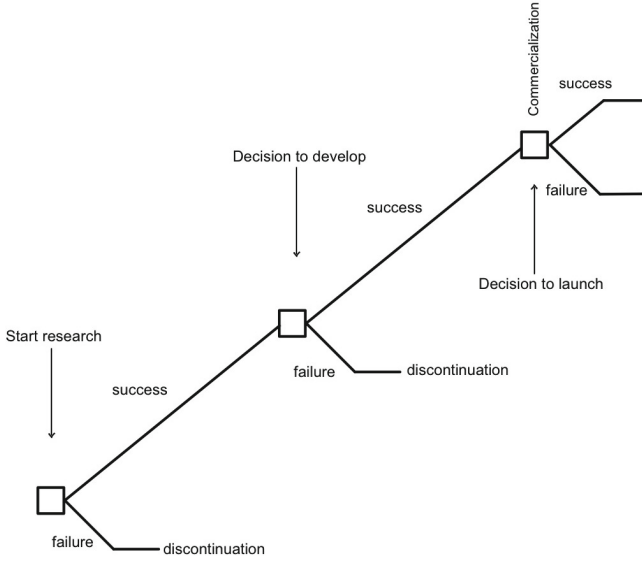 Commercialization
success
Decision to develop
failure
success
Decision to launch
Start research
failure
discontinuation
success
failure
discontinuation